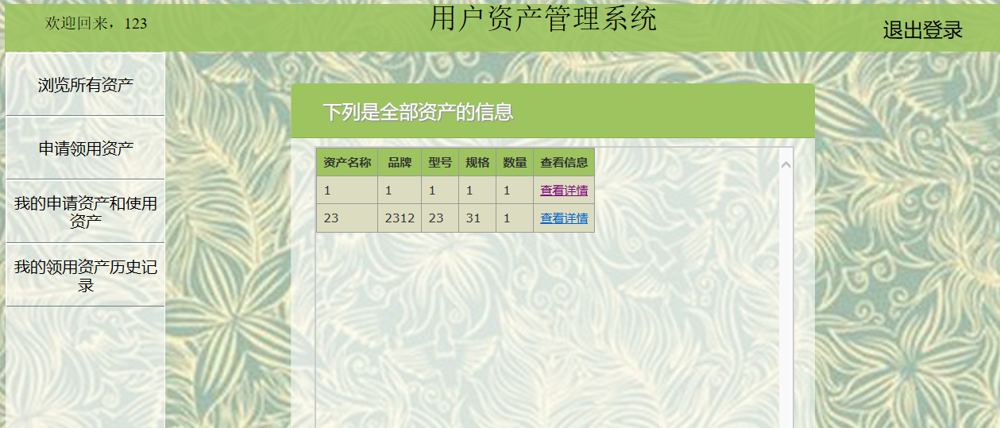 欢迎回来，123
用户资产管理系统
退出登录
浏览所有资产
申请领用资产
我的申请资产和使用
资产
我的领用资产历史记
录
下列是全部资产的信息
资产名称 品牌 型号 规格 数量 查看信息
1 1 1 1 1 查看详情
23 2312 23 31 1 查看详情